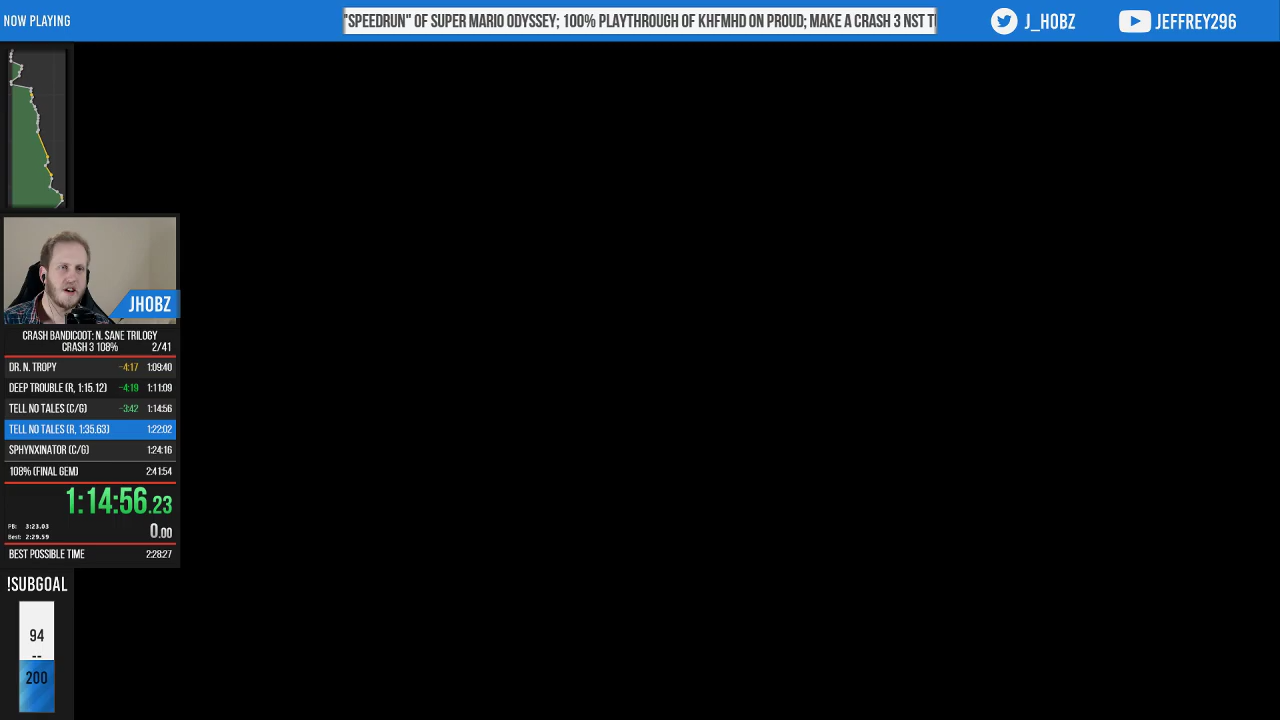 NOW PLAYING
"SPEEDRUN" OF SUPER MARIO ODYSSEY; 100% PLAYTHROUGH OF KHFMHD ON PROUD; MAKE A CRASH 3 NST
J_HOBZ
JEFFREY296
JHOBZ
CRASH BANDICOOT: N. SANE TRILOGY
CRASH 3 108% 2/41
DR. N. TROPY -4:17 1:09:40
DEEP TROUBLE (R, 1:15.12) -4:19 1:11:09
TELL NO TALES (C/G) -3:42 1:14:56
TELL NO TALES (R, 1:35.63) 1:22:02
SPHYNXINATOR (C/G) 1:24:16
108% (FINAL GEM) 2:41:54
1:14:56.23
PB: 3:23.03
Best: 2:29.59
0.00
BEST POSSIBLE TIME 2:28:27
!SUBGOAL
94
--
200